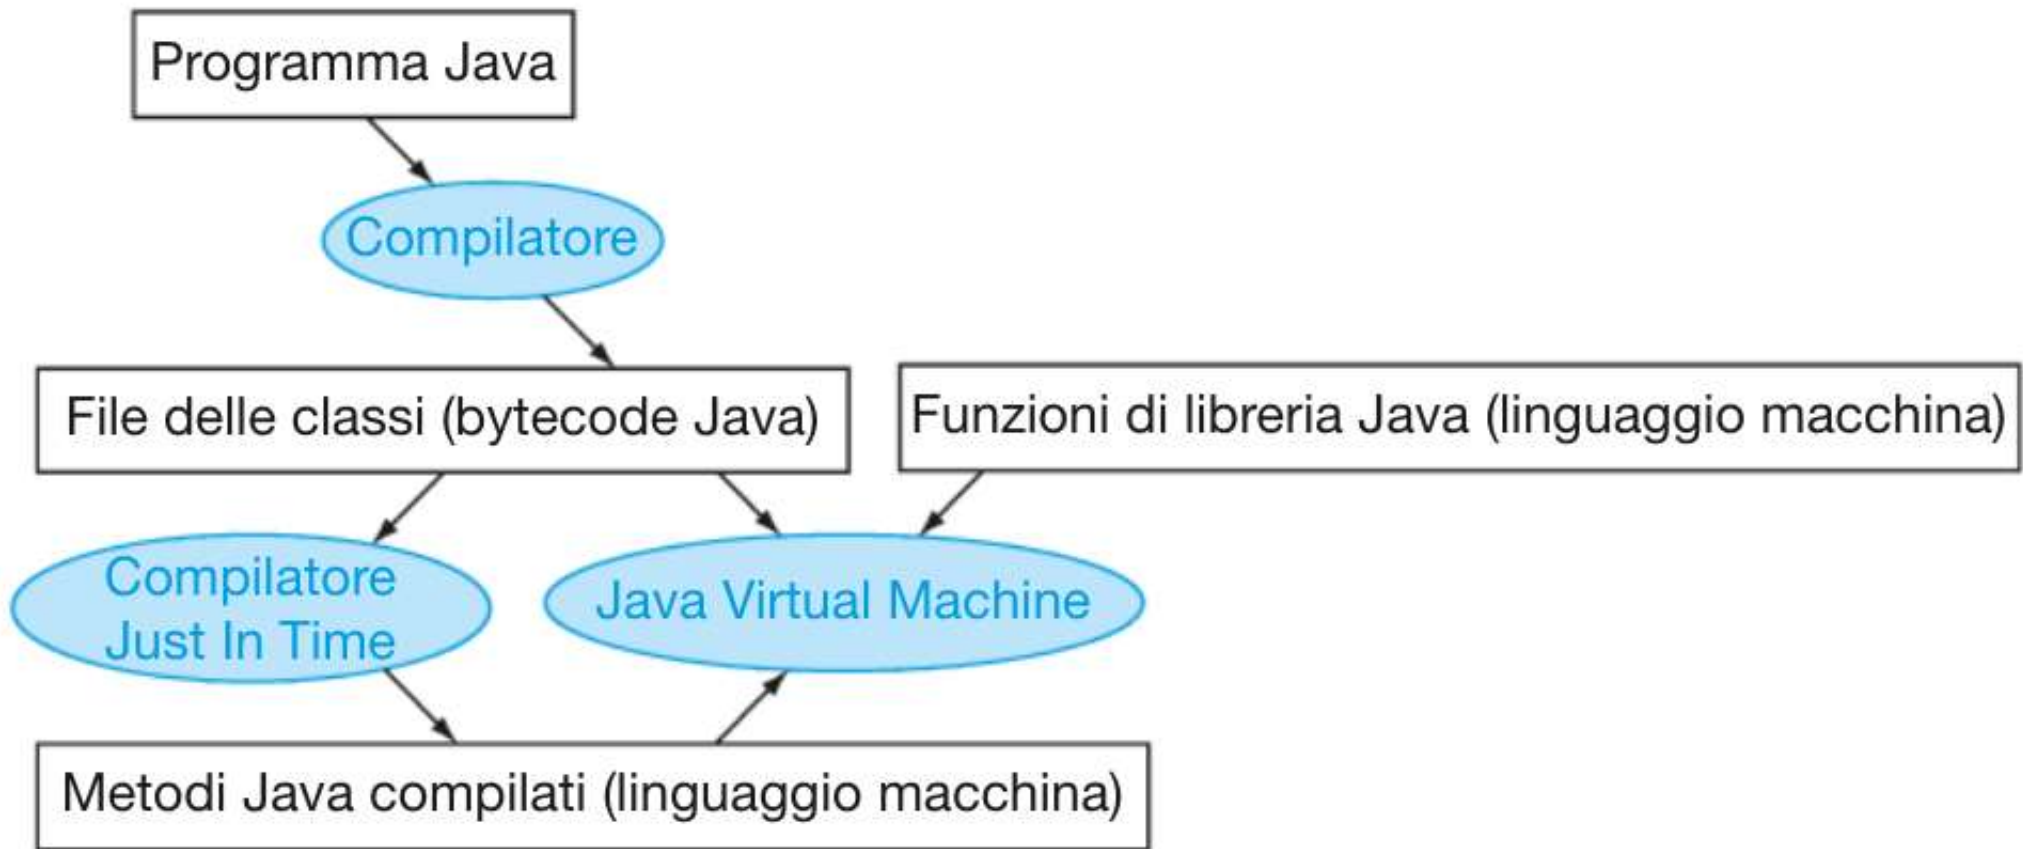 Programma Java
Compilatore
File delle classi (bytecode Java)
Funzioni di libreria Java (linguaggio macchina)
Compilatore
Just In Time
Java Virtual Machine
Metodi Java compilati (linguaggio macchina)